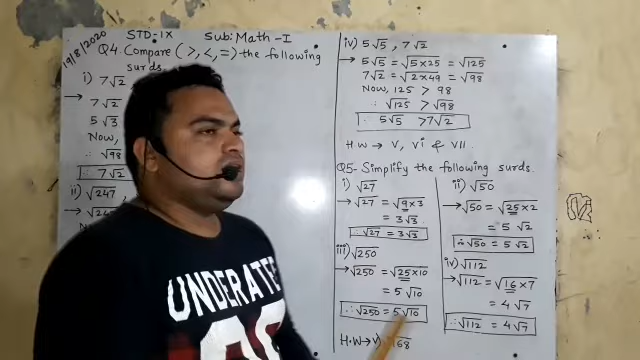 19/8/2020
STD-IX Sub: Math-I
Q4. Compare (>, <, =) the following
surds.
i) 7√2
→ 7√2
5√3
Now,
∴ √98
∴ 7√2
ii) √247
→ √247
iv) 5√5, 7√2
→ 5√5 = √5×25 = √125
7√2 = √2×49 = √98
Now, 125 > 98
∴ √125 > √98
∴ 5√5 > 7√2
HW → V, Vi & VII.
Q5- Simplify the following surds.
i) √27
→ √27 = √9×3
= 3√3
∴ √27 = 3√3
ii) √50
→ √50 = √25×2
= 5√2
∴ √50 = 5√2
iii) √250
→ √250 = √25×10
= 5√10
∴ √250 = 5√10
iv) √112
→ √112 = √16×7
= 4√7
∴ √112 = 4√7
H.W → V) √168
UNDERATE